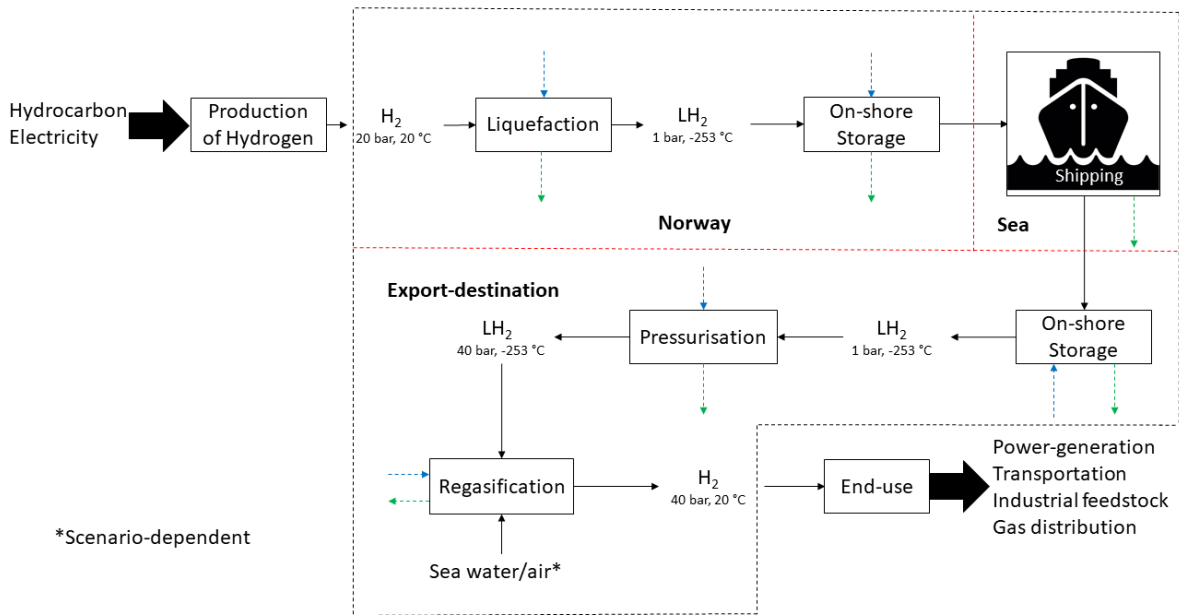 Hydrocarbon
Electricity
Production
of Hydrogen
H₂
20 bar, 20 °C
Liquefaction
LH₂
1 bar, -253 °C
On-shore
Storage
Shipping
Norway
Sea
Export-destination
LH₂
40 bar, -253 °C
Pressurisation
LH₂
1 bar, -253 °C
On-shore
Storage
Regasification
H₂
40 bar, 20 °C
End-use
Power-generation
Transportation
Industrial feedstock
Gas distribution
*Scenario-dependent
Sea water/air*